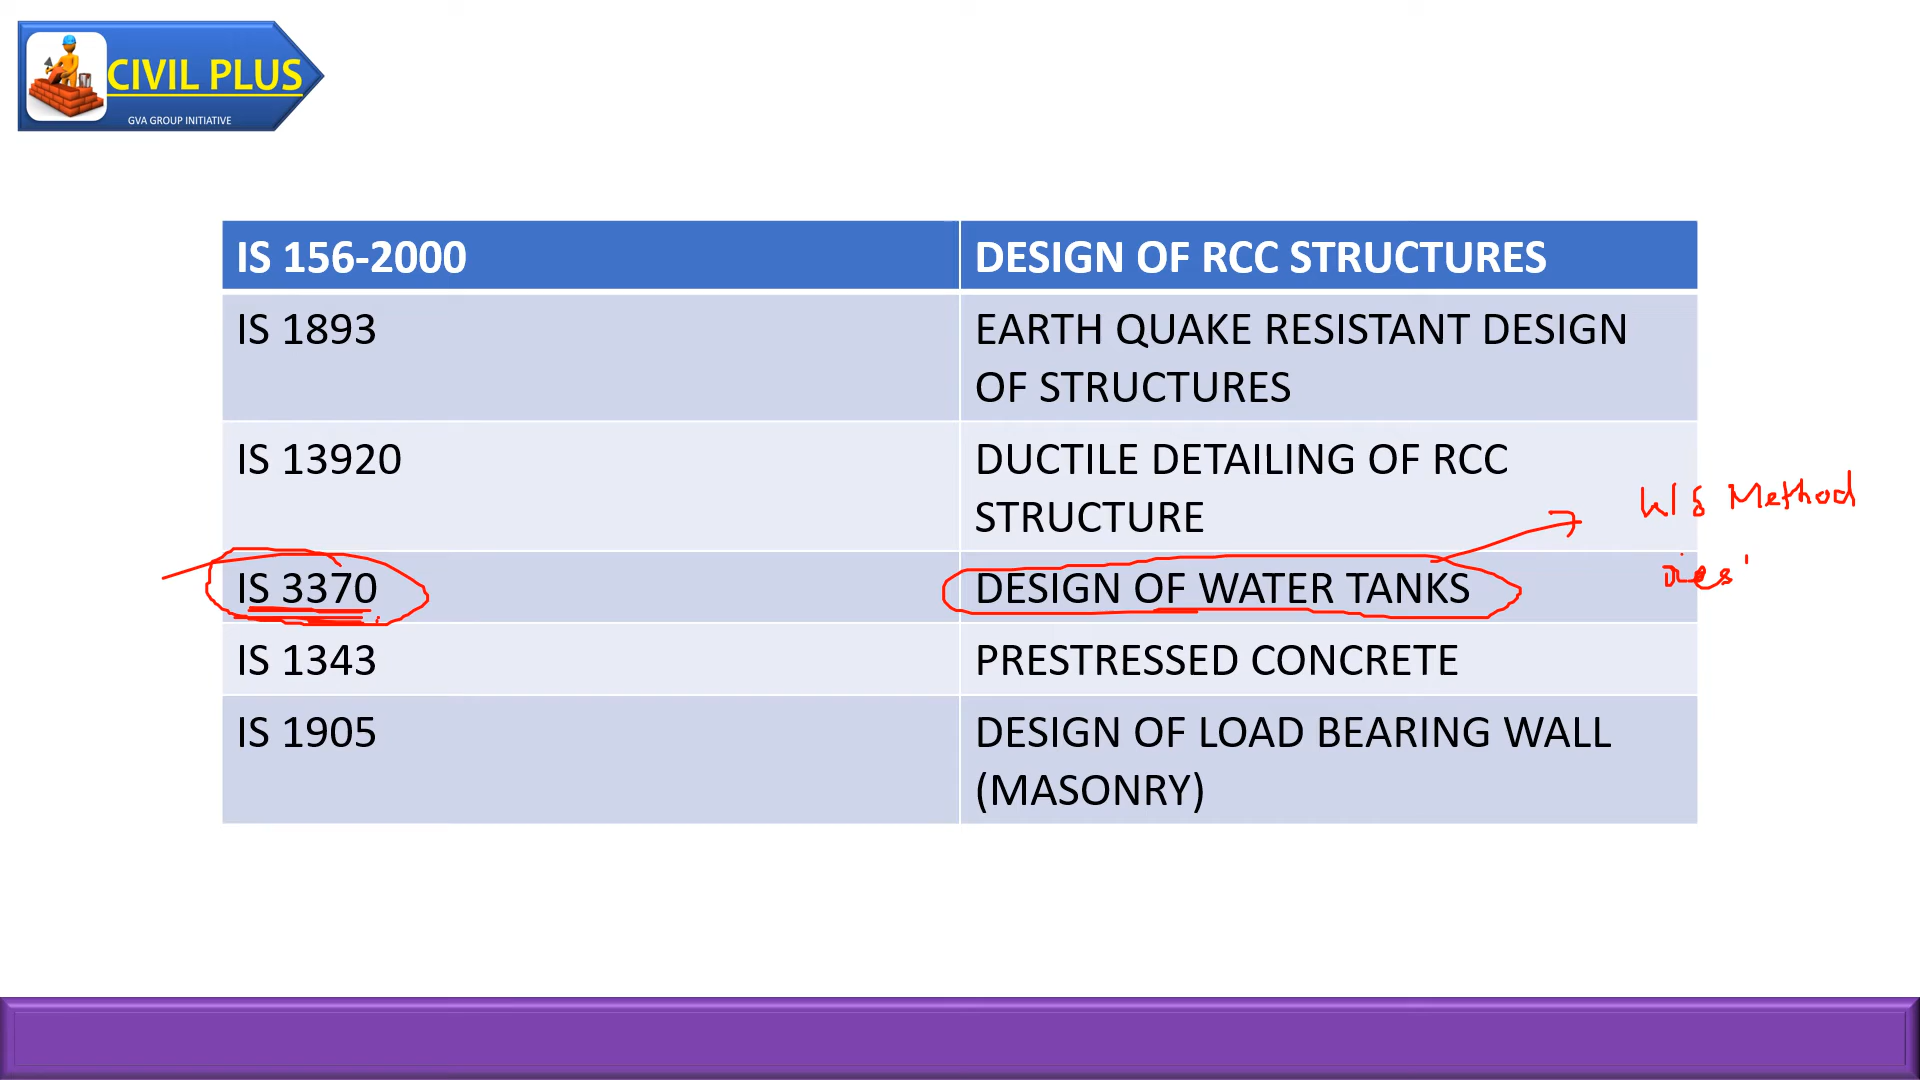 CIVIL PLUS
GVA GROUP INITIATIVE
IS 156-2000
DESIGN OF RCC STRUCTURES
IS 1893
EARTH QUAKE RESISTANT DESIGN
OF STRUCTURES
IS 13920
DUCTILE DETAILING OF RCC
STRUCTURE
W S Method
IS 3370
DESIGN OF WATER TANKS
IS 1343
PRESTRESSED CONCRETE
IS 1905
DESIGN OF LOAD BEARING WALL
(MASONRY)